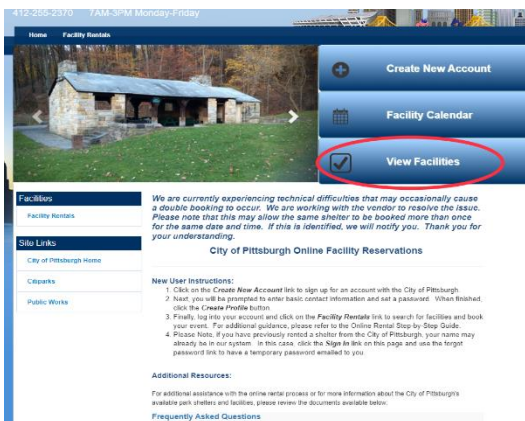 412-255-2370 7AM-3PM Monday-Friday
Home Facility Rentals
Create New Account
Facility Calendar
View Facilities
Facilities
Facility Rentals
Site Links
City of Pittsburgh Home
Citiparks
Public Works
We are currently experiencing technical difficulties that may occasionally cause
a double booking to occur. We are working with the vendor to resolve the issue.
Please note that this may allow the same shelter to be booked more than once
for the same date and time. If this is identified, we will notify you. Thank you for
your understanding.
City of Pittsburgh Online Facility Reservations
New User Instructions:
1. Click on the Create New Account link to sign up for an account with the City of Pittsburgh.
2. Next, you will be prompted to enter basic contact information and set a password. When finished,
click the Create Profile button.
3. Finally, log into your account and click on the Facility Rentals link to search for facilities and book
your event. For additional guidance, please refer to the Online Rental Step-by-Step Guide.
4. Please Note, if you have previously rented a shelter from the City of Pittsburgh, your name may
already be in our system. In this case, click the Sign In link on this page and use the forgot
password link to have a temporary password emailed to you.
Additional Resources:
For additional assistance with the online rental process or for more information about the City of Pittsburgh's
available park shelters and facilities, please review the documents available below.
Frequently Asked Questions